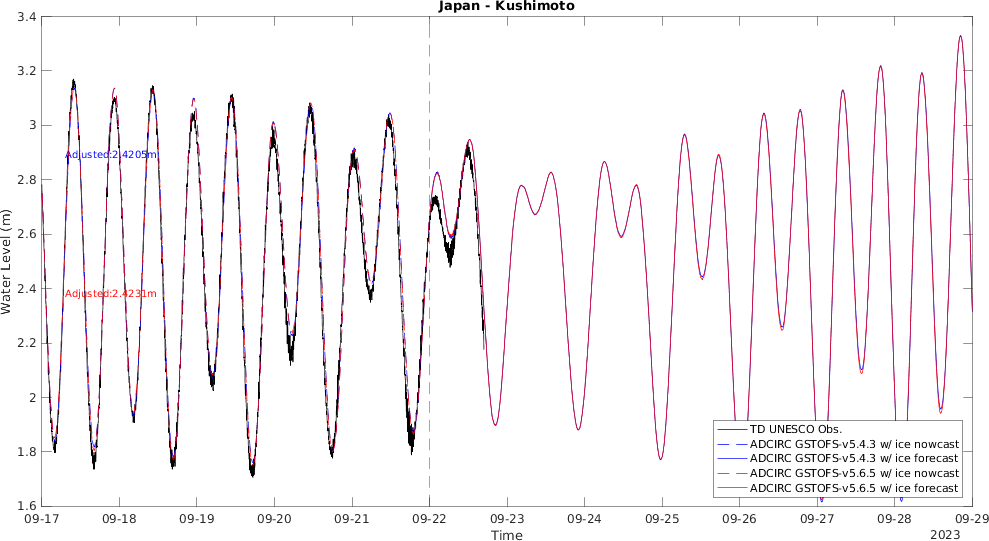 Japan - Kushimoto
3.4
3.2
3
2.8
2.6
2.4
2.2
2
1.8
1.6
Water Level (m)
Adjusted:2.4205m
Adjusted:2.4231m
TD UNESCO Obs.
ADCIRC GSTOFS-v5.4.3 w/ ice nowcast
ADCIRC GSTOFS-v5.4.3 w/ ice forecast
ADCIRC GSTOFS-v5.6.5 w/ ice nowcast
ADCIRC GSTOFS-v5.6.5 w/ ice forecast
09-17 09-18 09-19 09-20 09-21 09-22 09-23 09-24 09-25 09-26 09-27 09-28 09-29
Time
2023